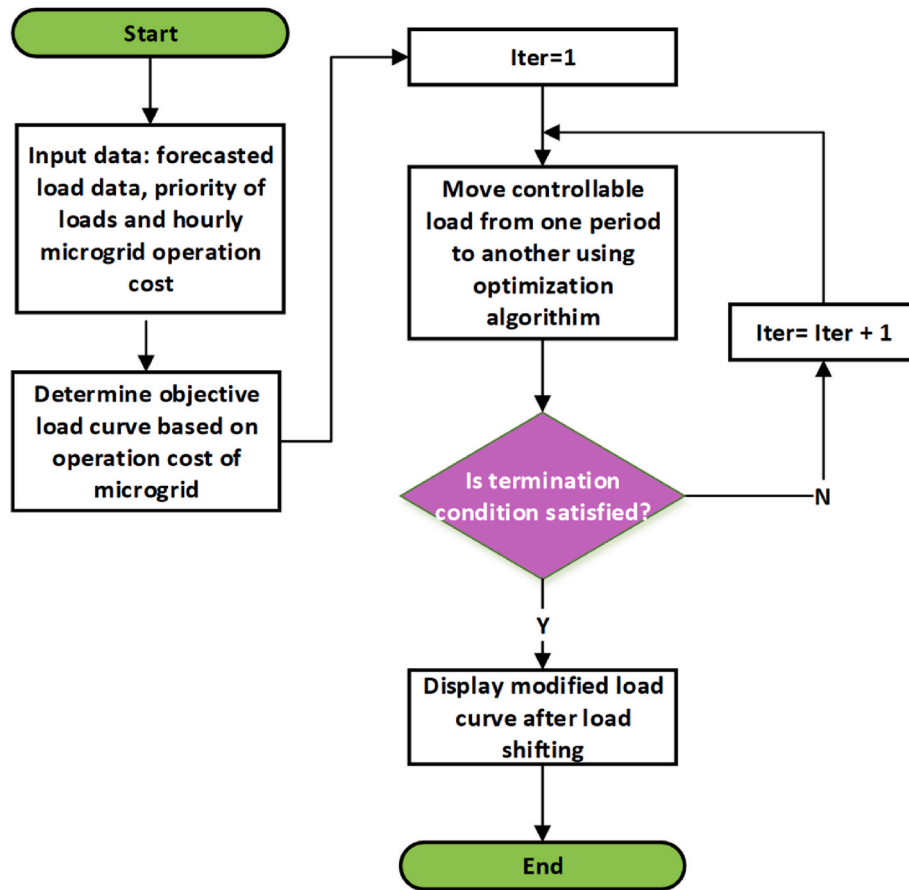 Start
Input data: forecasted
load data, priority of
loads and hourly
microgrid operation
cost
Determine objective
load curve based on
operation cost of
microgrid
Iter=1
Move controllable
load from one period
to another using
optimization
algorithim
Iter= Iter + 1
Is termination
condition satisfied?
N
Y
Display modified load
curve after load
shifting
End